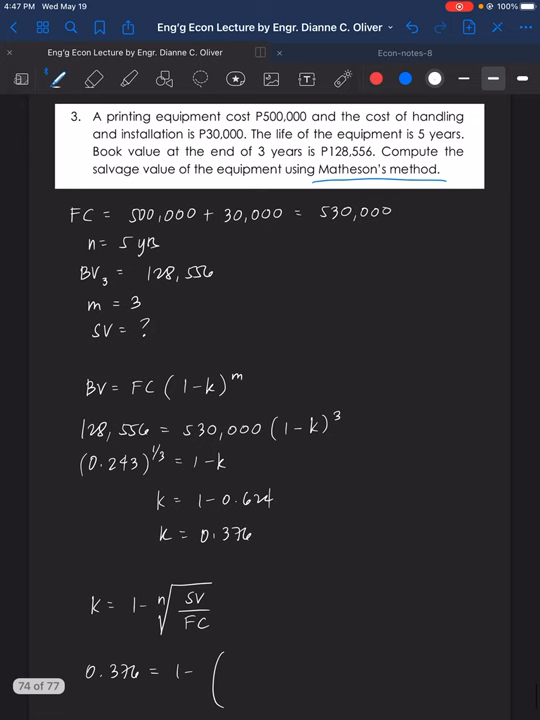 4:47 PM Wed May 19
100%
Eng'g Econ Lecture by Engr. Dianne C. Oliver
Eng'g Econ Lecture by Engr. Dianne C. Oliver
Econ-notes-8
3. A printing equipment cost P500,000 and the cost of handling
and installation is P30,000. The life of the equipment is 5 years.
Book value at the end of 3 years is P128,556. Compute the
salvage value of the equipment using Matheson's method.
FC = 500,000 + 30,000 = 530,000
n = 5 yrs
BV₃ = 128,556
m = 3
SV = ?
BV = FC (1-k)^m
128,556 = 530,000 (1-k)^3
(0.243)^1/3 = 1-k
k = 1-0.624
k = 0.376
k = 1 - ⁿ√(SV/FC)
0.376 = 1- (
74 of 77